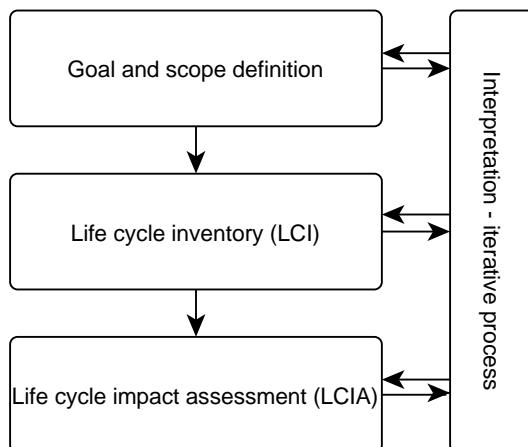 Goal and scope definition
Life cycle inventory (LCI)
Life cycle impact assessment (LCIA)
Interpretation - iterative process